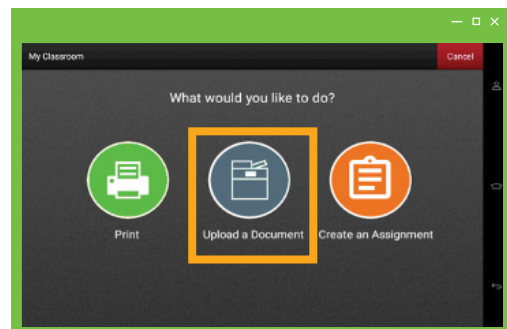 My Classroom
Cancel
What would you like to do?
Print
Upload a Document
Create an Assignment